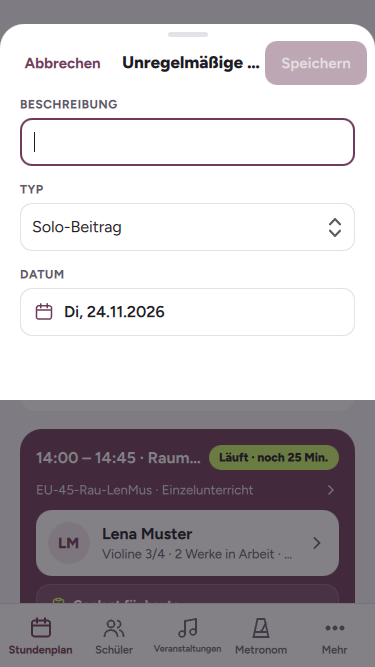 Abbrechen
Unregelmäßige ...
Speichern
BESCHREIBUNG
TYP
Solo-Beitrag
DATUM
Di, 24.11.2026
14:00 – 14:45 · Raum...
Läuft · noch 25 Min.
EU-45-Rau-LenMus · Einzelunterricht
LM
Lena Muster
Violine 3/4 · 2 Werke in Arbeit · ...
Stundenplan
Schüler
Veranstaltungen
Metronom
Mehr